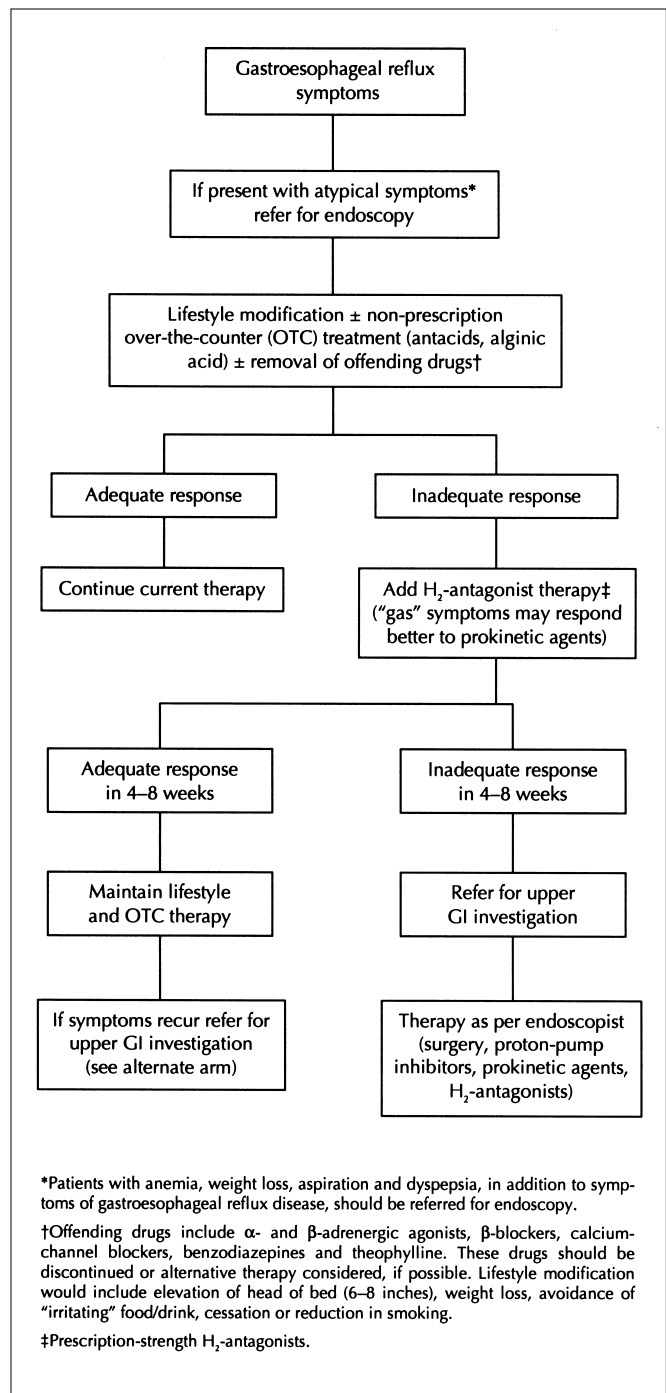 Gastroesophageal reflux
symptoms
If present with atypical symptoms*
refer for endoscopy
Lifestyle modification ± non-prescription
over-the-counter (OTC) treatment (antacids, alginic
acid) ± removal of offending drugs†
Adequate response
Inadequate response
Continue current therapy
Add H₂-antagonist therapy‡
("gas" symptoms may respond
better to prokinetic agents)
Adequate response
in 4–8 weeks
Inadequate response
in 4–8 weeks
Maintain lifestyle
and OTC therapy
Refer for upper
GI investigation
If symptoms recur refer for
upper GI investigation
(see alternate arm)
Therapy as per endoscopist
(surgery, proton-pump
inhibitors, prokinetic agents,
H₂-antagonists)
*Patients with anemia, weight loss, aspiration and dyspepsia, in addition to symp-
toms of gastroesophageal reflux disease, should be referred for endoscopy.
†Offending drugs include α- and β-adrenergic agonists, β-blockers, calcium-
channel blockers, benzodiazepines and theophylline. These drugs should be
discontinued or alternative therapy considered, if possible. Lifestyle modification
would include elevation of head of bed (6–8 inches), weight loss, avoidance of
"irritating" food/drink, cessation or reduction in smoking.
‡Prescription-strength H₂-antagonists.